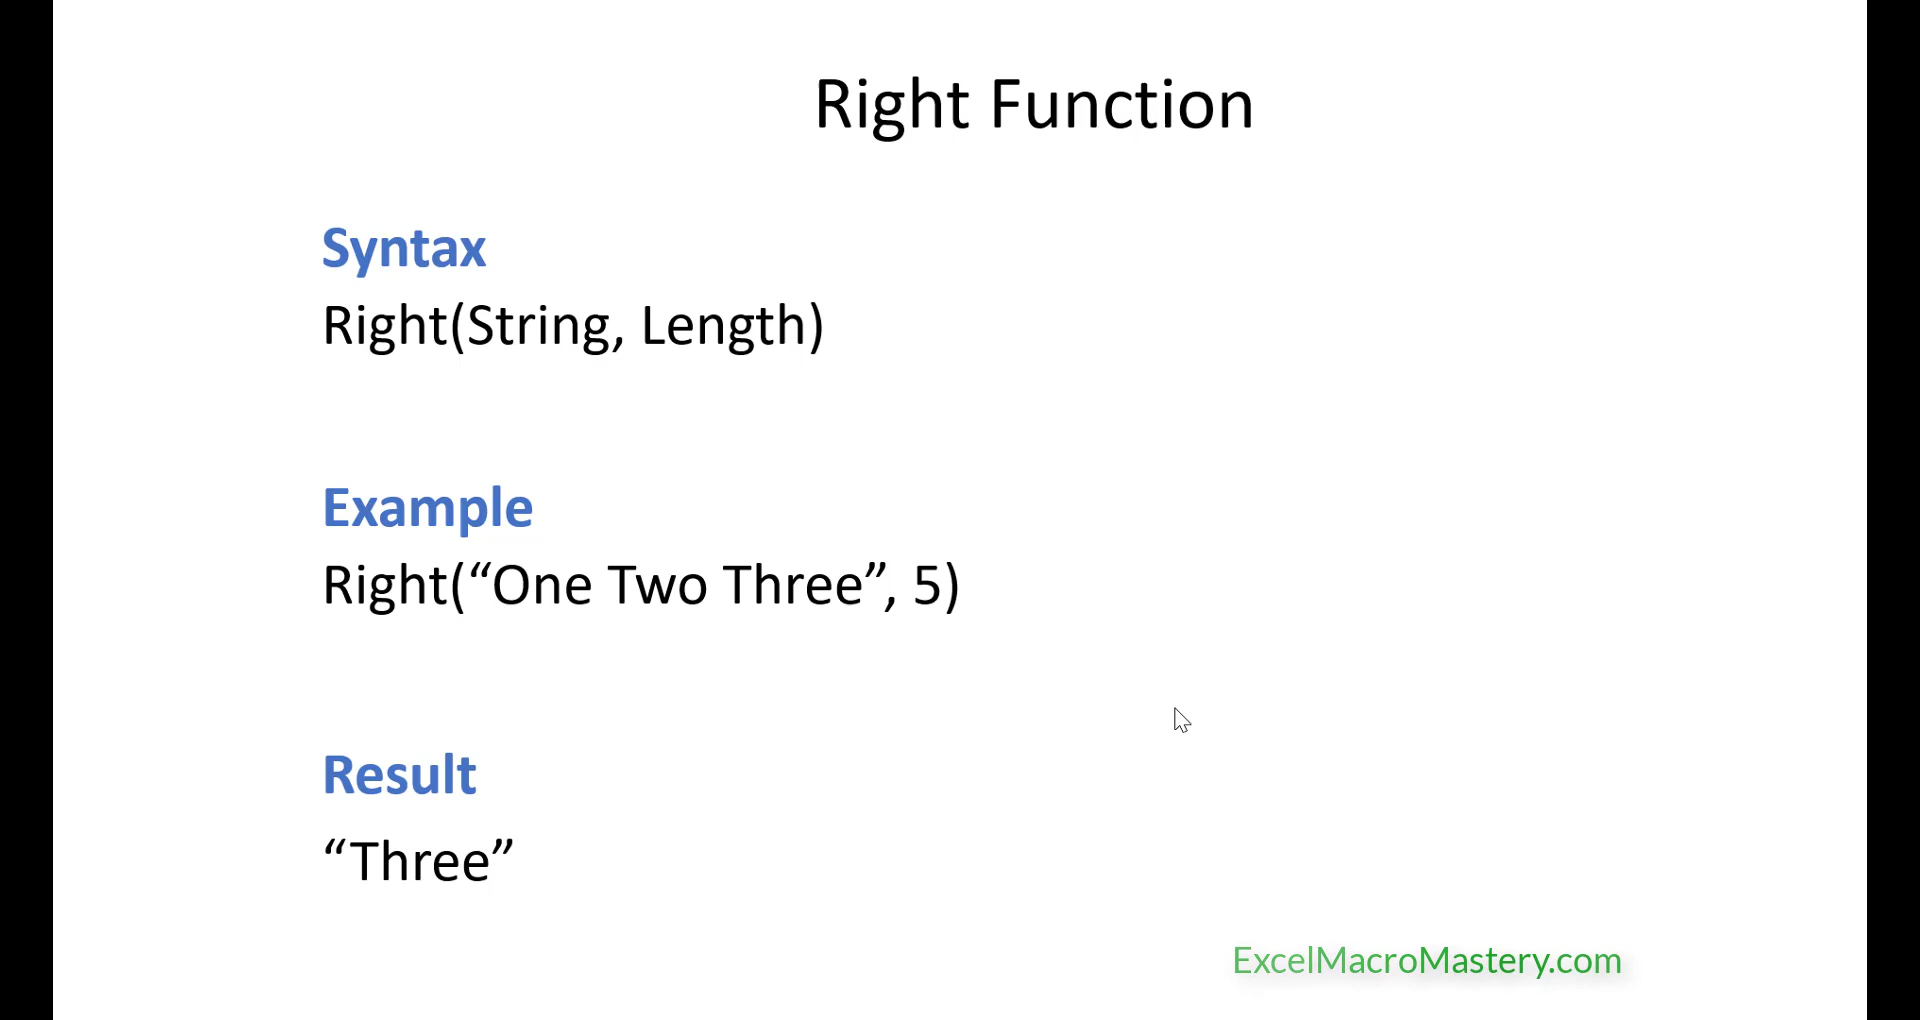 Right Function
Syntax
Right(String, Length)
Example
Right(“One Two Three”, 5)
Result
“Three”
ExcelMacroMastery.com